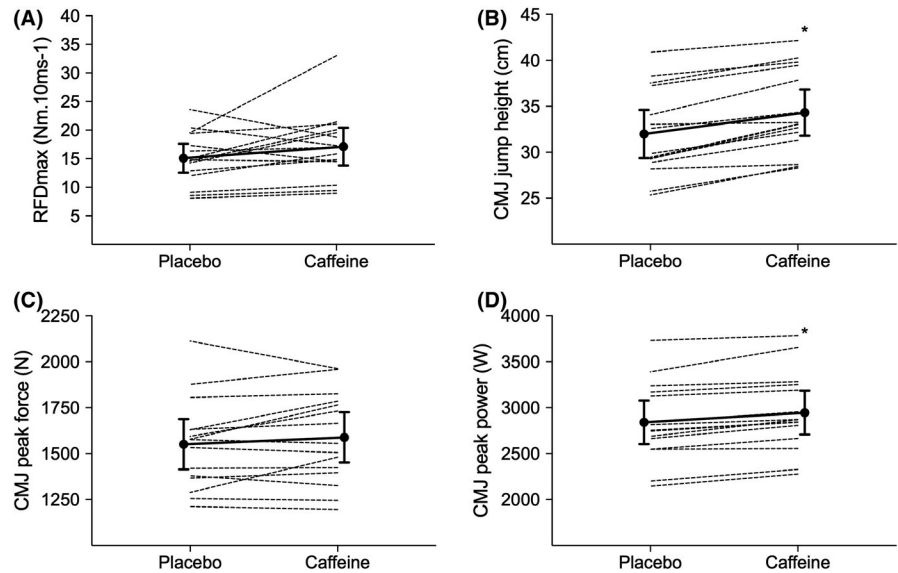 (A)
RFDmax (Nm.10ms-1)
40
35
30
25
20
15
10
5
Placebo
Caffeine
(B)
CMJ jump height (cm)
45
40
35
30
25
*
Placebo
Caffeine
(C)
CMJ peak force (N)
2250
2000
1750
1500
1250
Placebo
Caffeine
(D)
CMJ peak power (W)
4000
3500
3000
2500
2000
*
Placebo
Caffeine